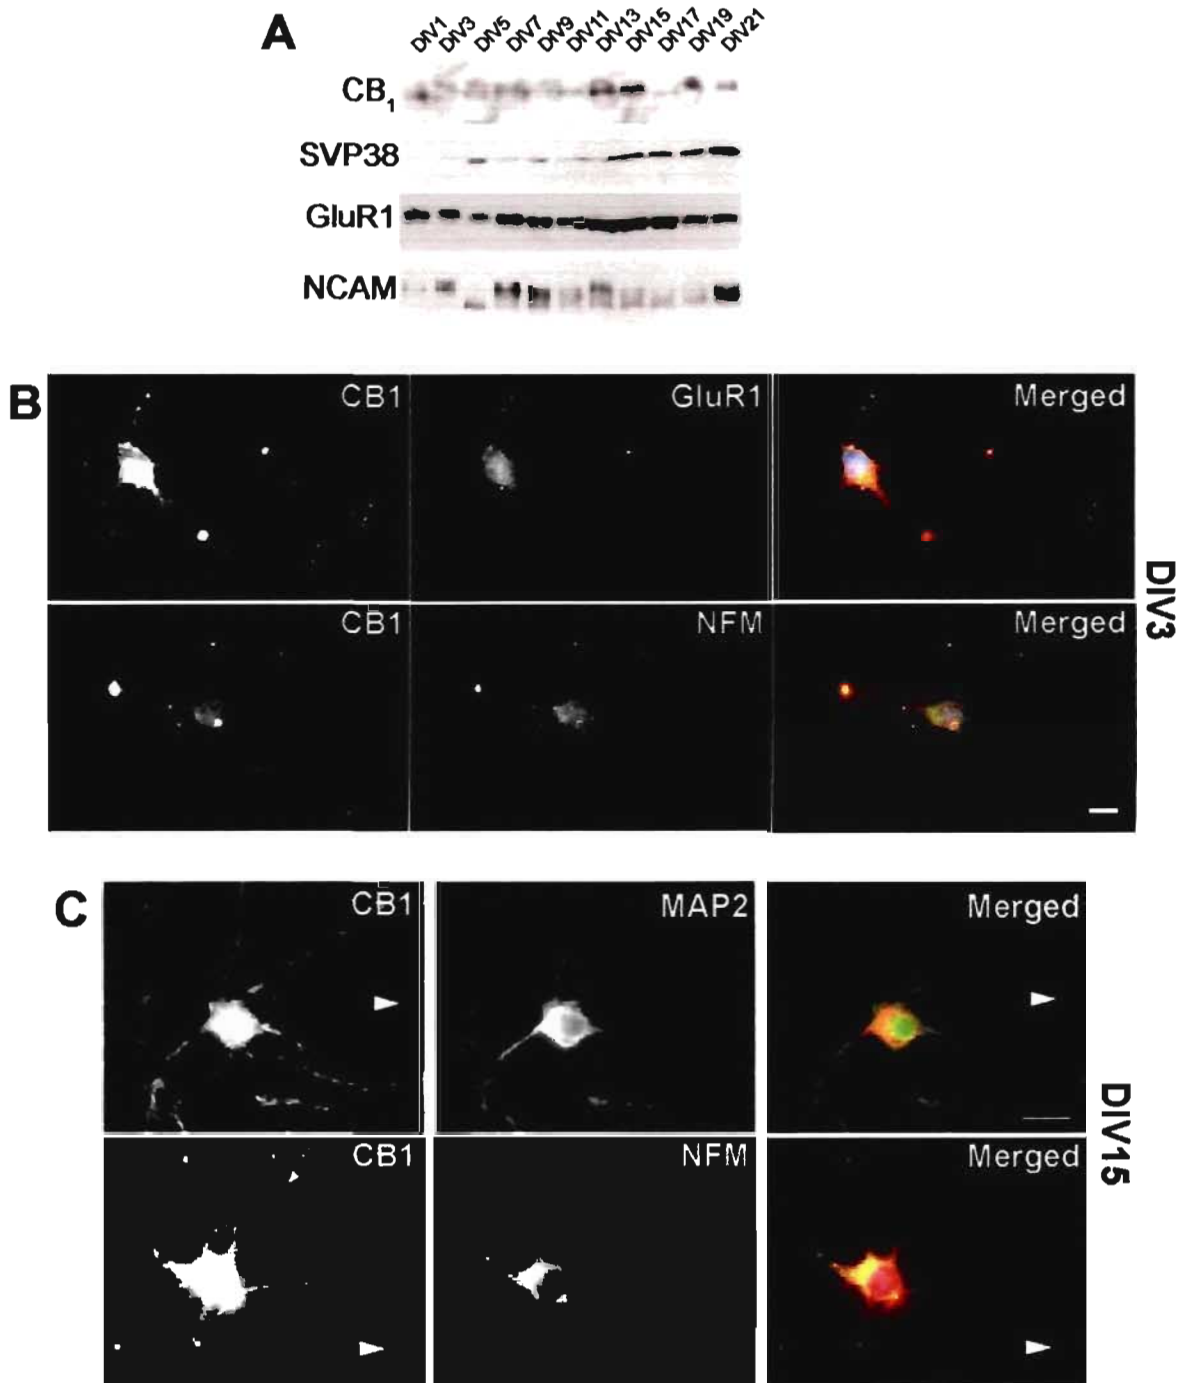 A
DIV1 DIV3 DIV5 DIV7 DIV9 DIV11 DIV13 DIV15 DIV17 DIV19 DIV21
CB1
SVP38
GluR1
NCAM
B
CB1 GluR1 Merged
CB1 NFM Merged
DIV3
C
CB1 MAP2 Merged
CB1 NFM Merged
DIV15